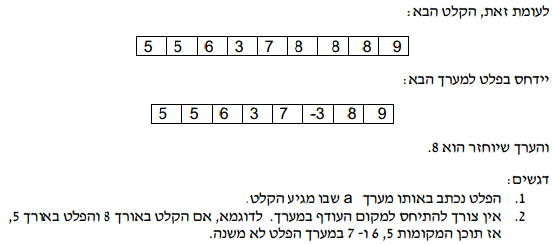 לעומת זאת, הקלט הבא:
5 5 6 3 7 8 8 8 9
יידחס בפלט למערך הבא:
5 5 6 3 7 -3 8 9
והערך שיוחזר הוא 8.
דגשים:
1. הפלט נכתב באותו מערך a שבו מגיע הקלט.
2. אין צורך להתיחס למקום העודף במערך. לדוגמא, אם הקלט באורך 8 והפלט באורך 5,
אז תוכן המקומות 5, 6 ו- 7 במערך הפלט לא משנה.